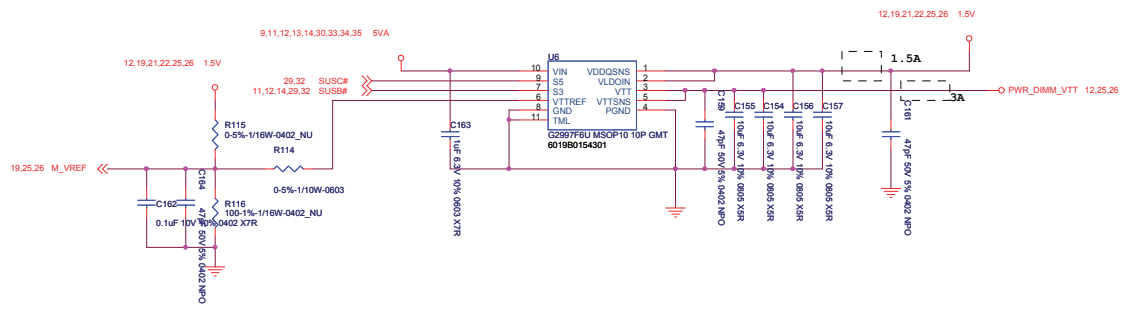 12,19,21,22,25,26 1.5V
9,11,12,13,14,30,33,34,35 5VA
U6
1.5A
12,19,21,22,25,26 1.5V
10 VIN VDDQSNS 1
29,32 SUSC# 9 S5 VLDOIN 2
11,12,14,29,32 SUSB# 7 S3 VTT 3
6 VTTREF VTTSNS 5
8 GND PGND 4
11 TML
PWR_DIMM_VTT 12,25,26
3A
G2997F6U MSOP10 10P GMT
6019B0154301
R115
0-5%-1/16W-0402_NU
C163
1uF 6.3V 10% 0603 X7R
C159
47pF 50V 5% 0402 NPO
C155
10uF 6.3V 10% 0805 X5R
C154
10uF 6.3V 10% 0805 X5R
C156
10uF 6.3V 10% 0805 X5R
C157
10uF 6.3V 10% 0805 X5R
C161
47pF 50V 5% 0402 NPO
R114
0-5%-1/10W-0603
19,25,26 M_VREF
C164
47pF 50V 5% 0402 NPO
C162
0.1uF 10V 10% 0402 X7R
R116
100-1%-1/16W-0402_NU